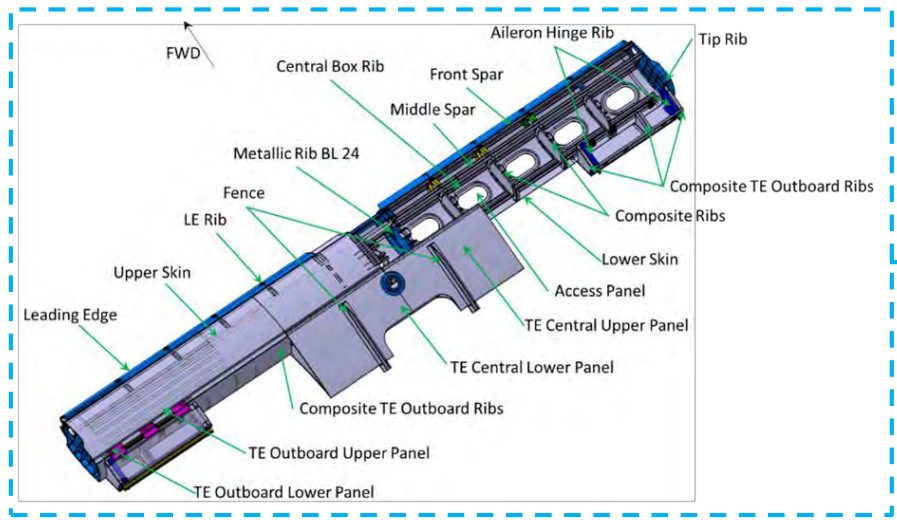 Aileron Hinge Rib
Tip Rib
FWD
Central Box Rib
Front Spar
Middle Spar
Metallic Rib BL 24
Fence
Composite TE Outboard Ribs
LE Rib
Composite Ribs
Upper Skin
Lower Skin
Access Panel
Leading Edge
TE Central Upper Panel
TE Central Lower Panel
Composite TE Outboard Ribs
TE Outboard Upper Panel
TE Outboard Lower Panel